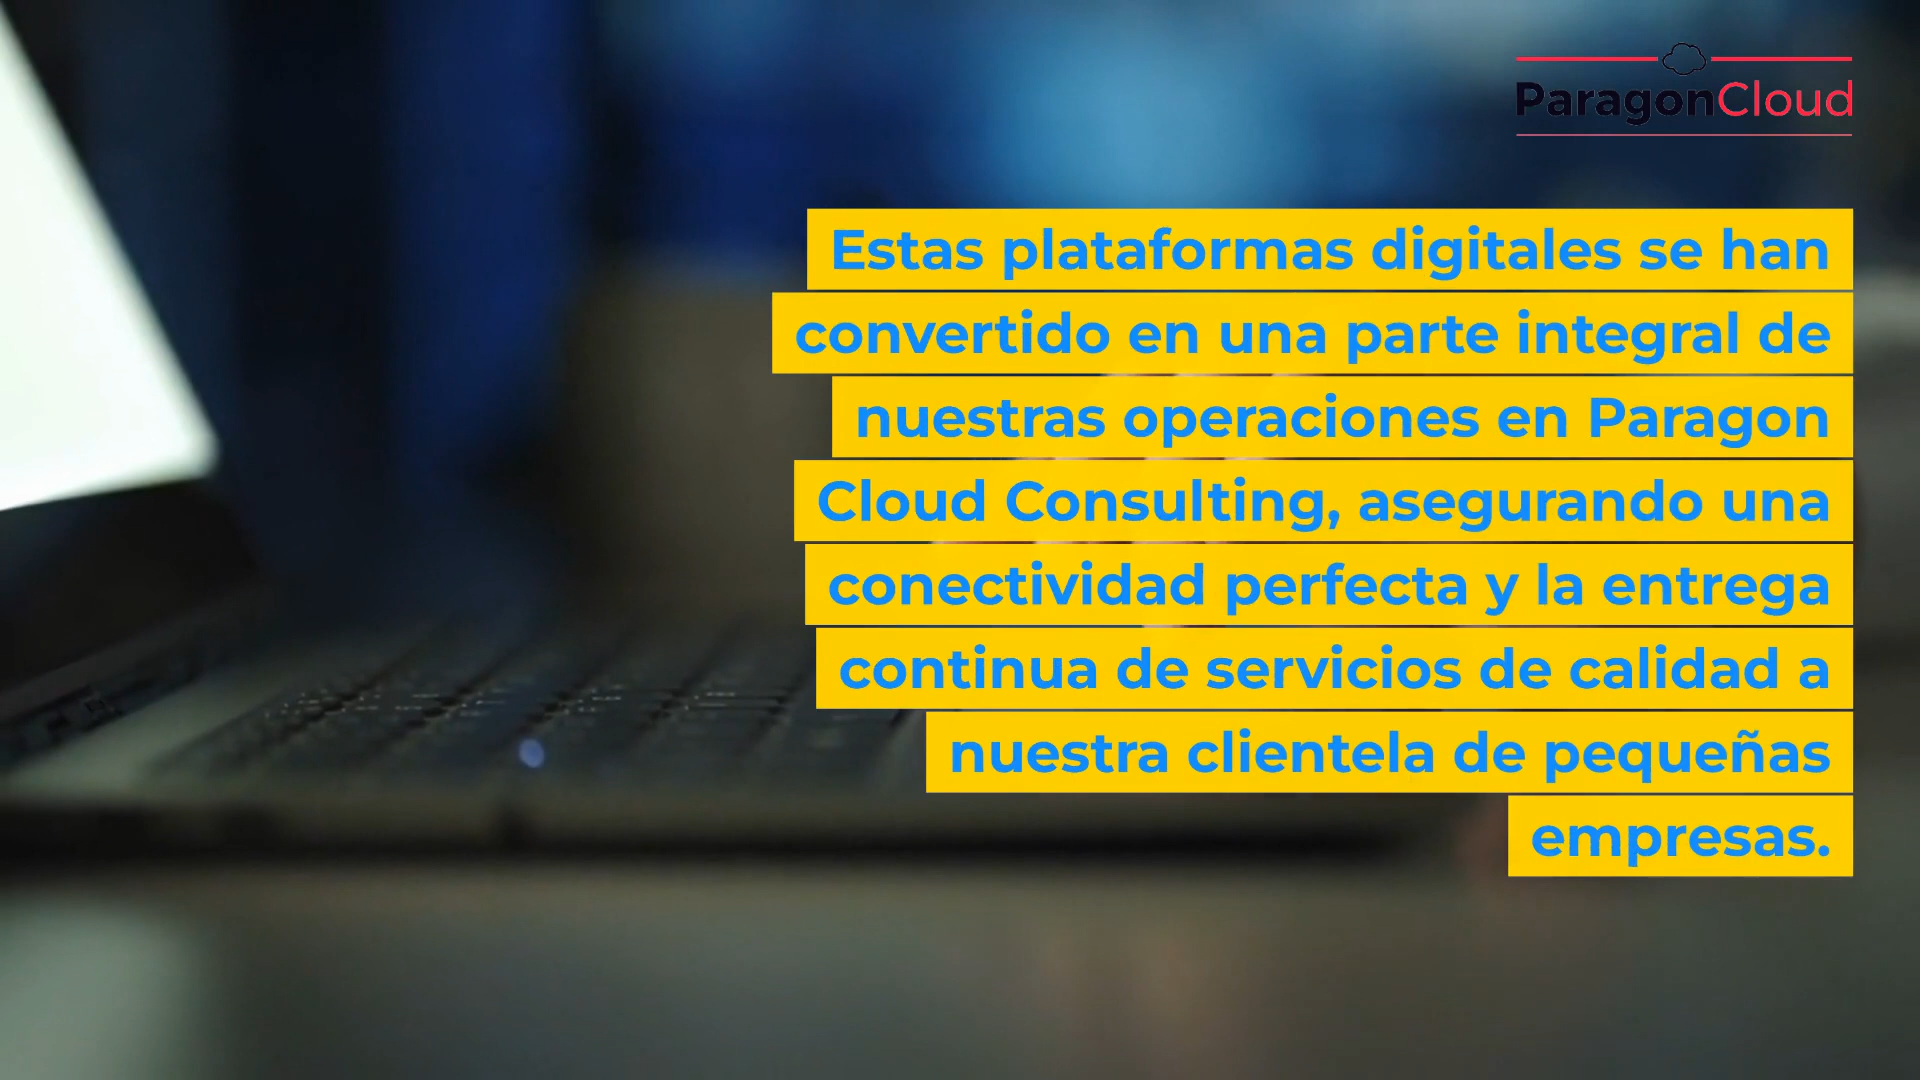 ParagonCloud
Estas plataformas digitales se han
convertido en una parte integral de
nuestras operaciones en Paragon
Cloud Consulting, asegurando una
conectividad perfecta y la entrega
continua de servicios de calidad a
nuestra clientela de pequeñas
empresas.